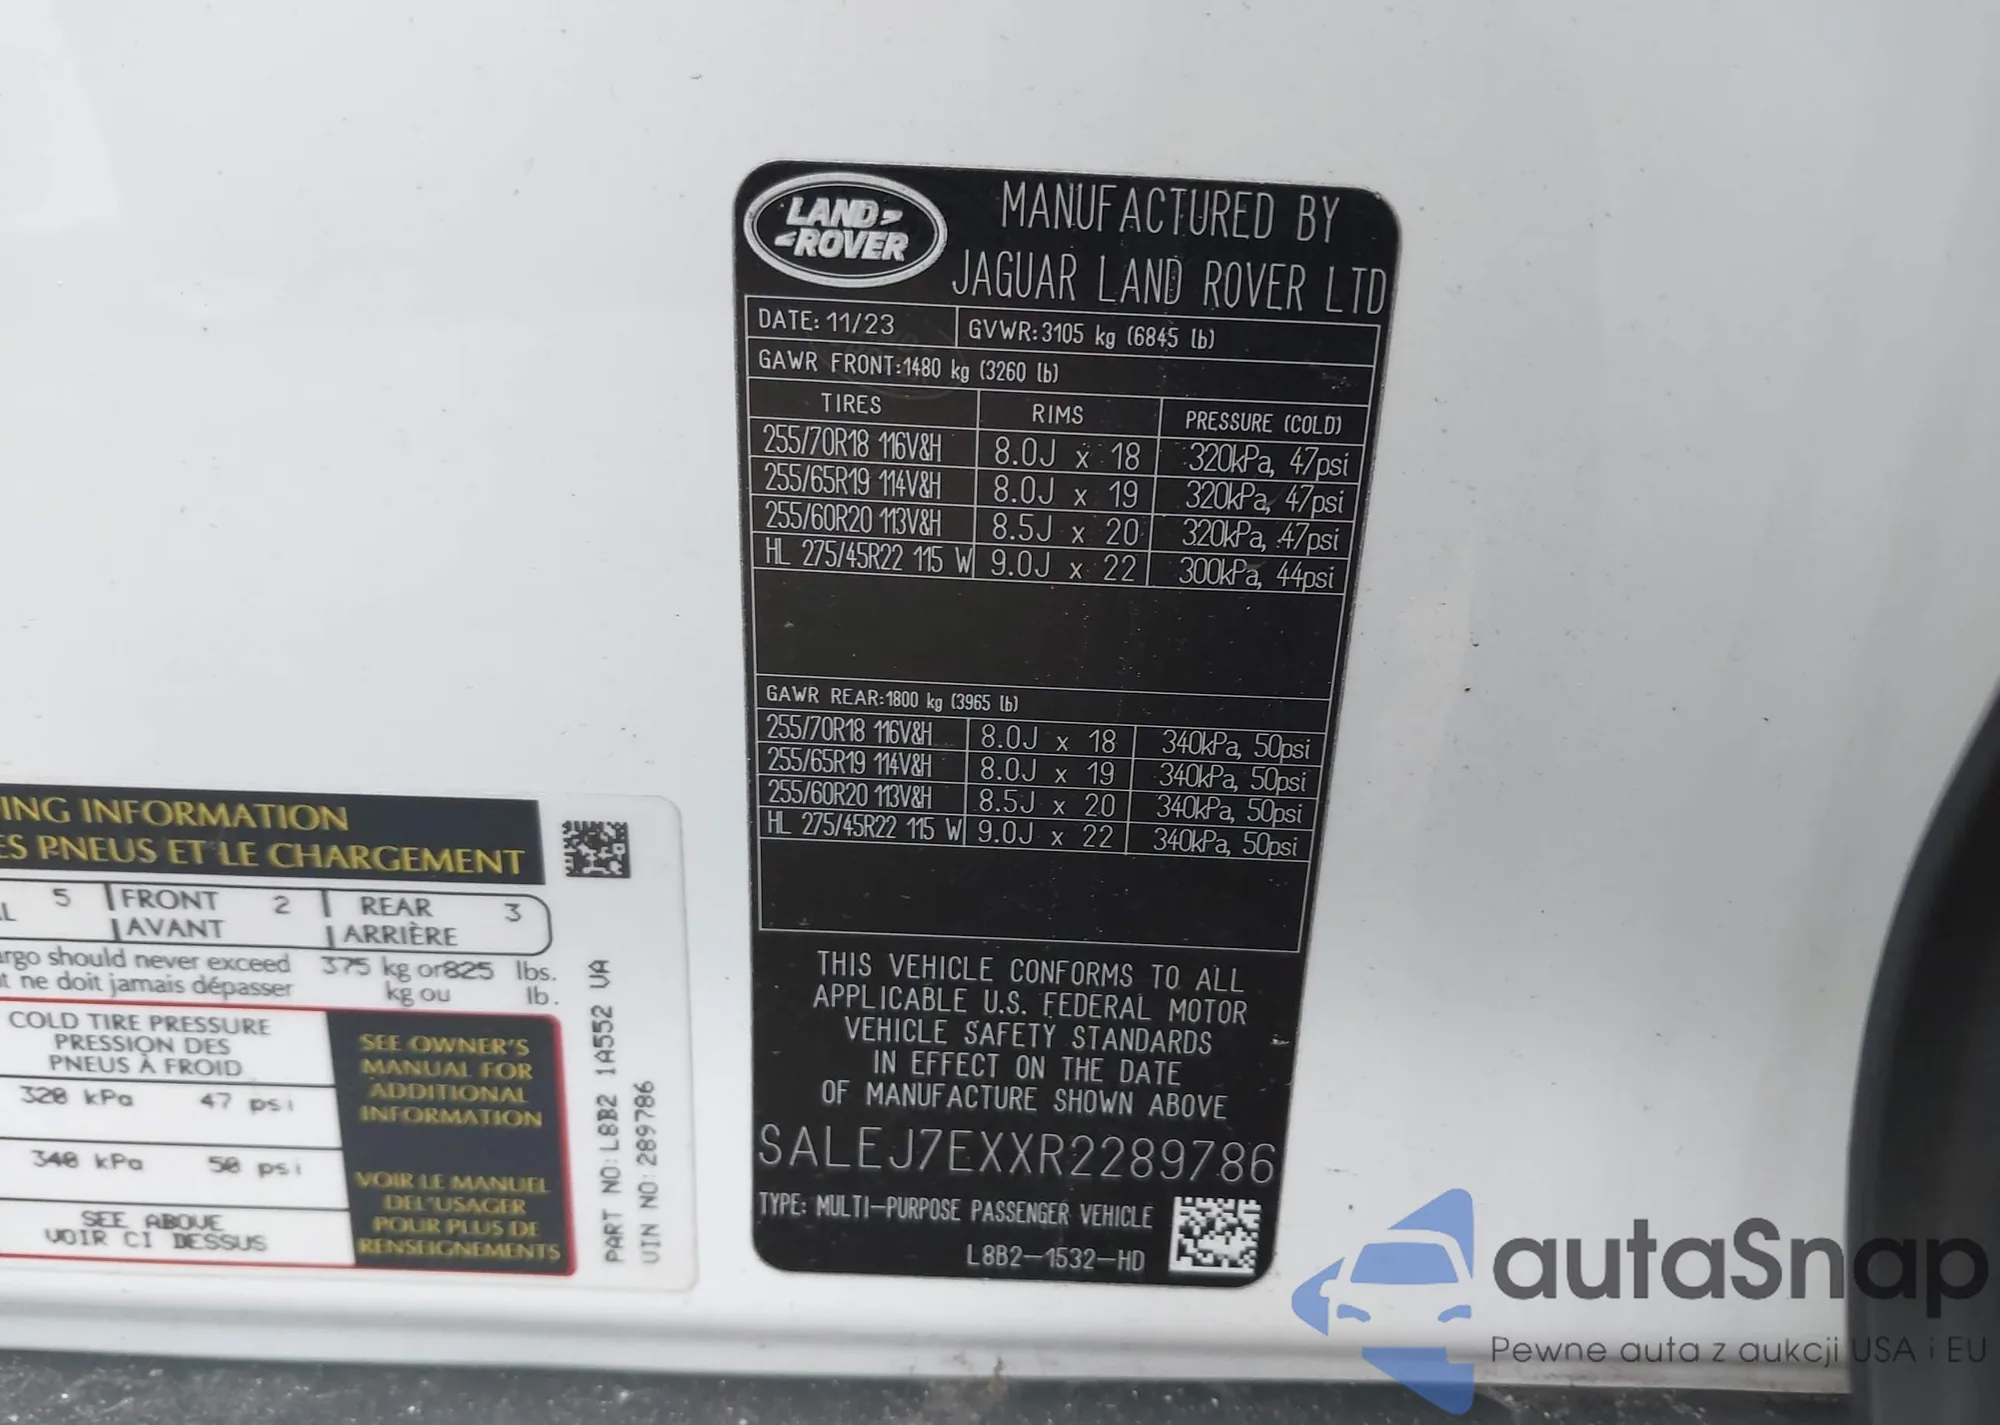 LAND
ROVER
MANUFACTURED BY
JAGUAR LAND ROVER LTD
DATE: 11/23 GVWR: 3105 kg (6845 lb)
GAWR FRONT: 1480 kg (3260 lb)
TIRES RIMS PRESSURE (COLD)
255/70R18 116V&H 8.0J x 18 320kPa, 47psi
255/65R19 114V&H 8.0J x 19 320kPa, 47psi
255/60R20 113V&H 8.5J x 20 320kPa, 47psi
HL 275/45R22 115 W 9.0J x 22 300kPa, 44psi
GAWR REAR: 1800 kg (3965 lb)
255/70R18 116V&H 8.0J x 18 340kPa, 50psi
255/65R19 114V&H 8.0J x 19 340kPa, 50psi
255/60R20 113V&H 8.5J x 20 340kPa, 50psi
HL 275/45R22 115 W 9.0J x 22 340kPa, 50psi
THIS VEHICLE CONFORMS TO ALL
APPLICABLE U.S. FEDERAL MOTOR
VEHICLE SAFETY STANDARDS
IN EFFECT ON THE DATE
OF MANUFACTURE SHOWN ABOVE
SALEJ7EXXR2289786
TYPE: MULTI-PURPOSE PASSENGER VEHICLE
L8B2-1532-HD
ING INFORMATION
ES PNEUS ET LE CHARGEMENT
L 5 FRONT 2 REAR 3
AVANT ARRIÈRE
argo should never exceed 375 kg or 825 lbs.
t ne doit jamais dépasser kg ou lb.
COLD TIRE PRESSURE
PRESSION DES
PNEUS À FROID
320 kPa 47 psi
340 kPa 50 psi
SEE ABOVE
VOIR CI DESSUS
SEE OWNER'S
MANUAL FOR
ADDITIONAL
INFORMATION
VOIR LE MANUEL
DE L'USAGER
POUR PLUS DE
RENSEIGNEMENTS
PART NO: L8B2 1A552 VA
VIN NO: 289786
autaSnap
Pewne auta z aukcji USA i EU